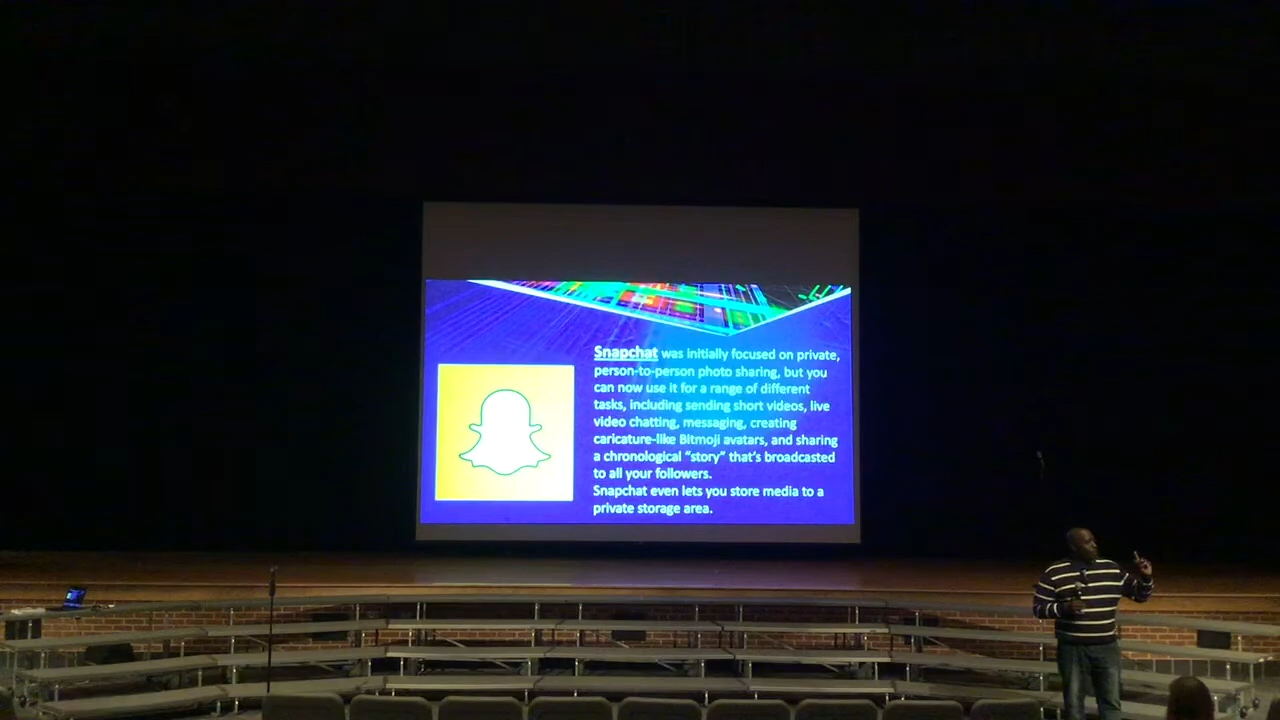 Snapchat was initially focused on private,
person-to-person photo sharing, but you
can now use it for a range of different
tasks, including sending short videos, live
video chatting, messaging, creating
caricature-like Bitmoji avatars, and sharing
a chronological “story” that’s broadcasted
to all your followers.
Snapchat even lets you store media to a
private storage area.